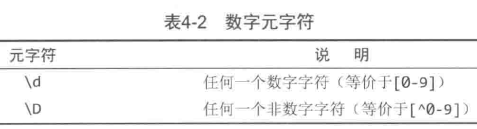 表4-2 数字元字符
元字符 说 明
\d 任何一个数字字符（等价于[0-9]）
\D 任何一个非数字字符（等价于[^0-9]）